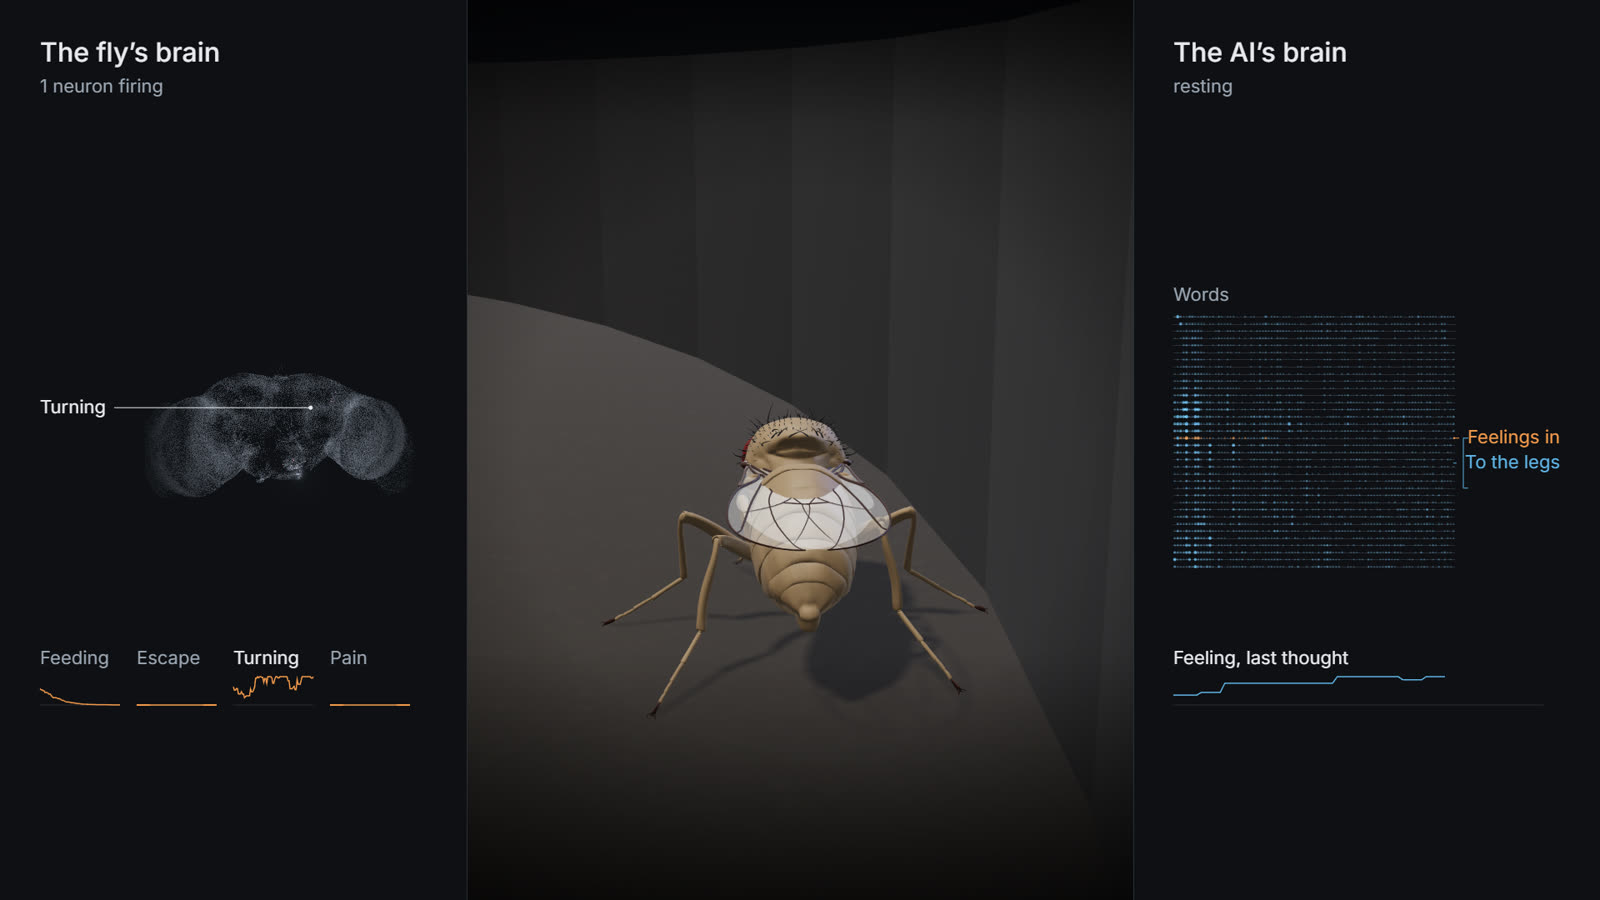 The fly's brain
1 neuron firing
Turning
Feeding Escape Turning Pain
The AI's brain
resting
Words
Feelings in
To the legs
Feeling, last thought